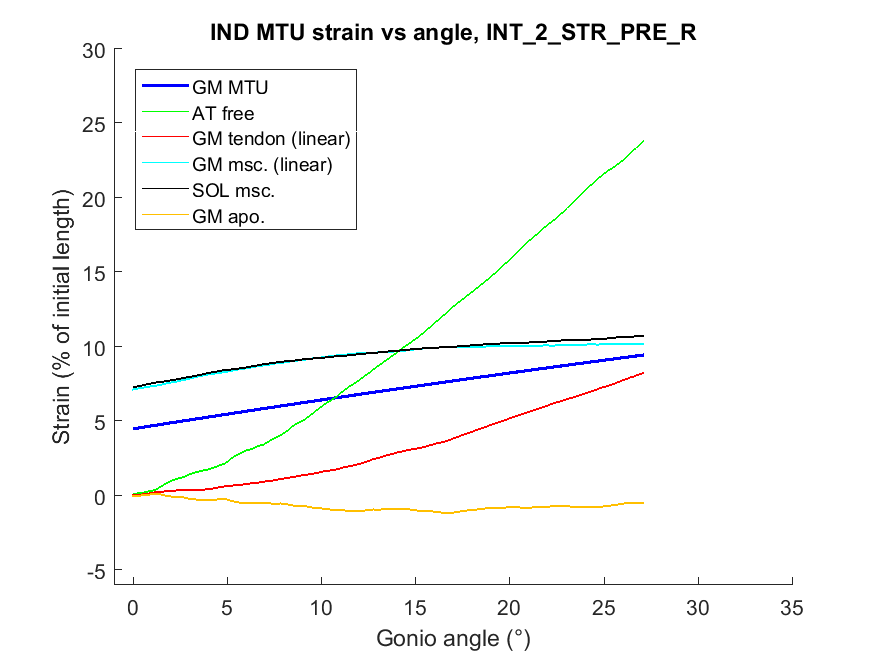 IND MTU strain vs angle, INT_2_STR_PRE_R
30
25
20
15
10
5
0
-5
Strain (% of initial length)
GM MTU
AT free
GM tendon (linear)
GM msc. (linear)
SOL msc.
GM apo.
0 5 10 15 20 25 30 35
Gonio angle (°)